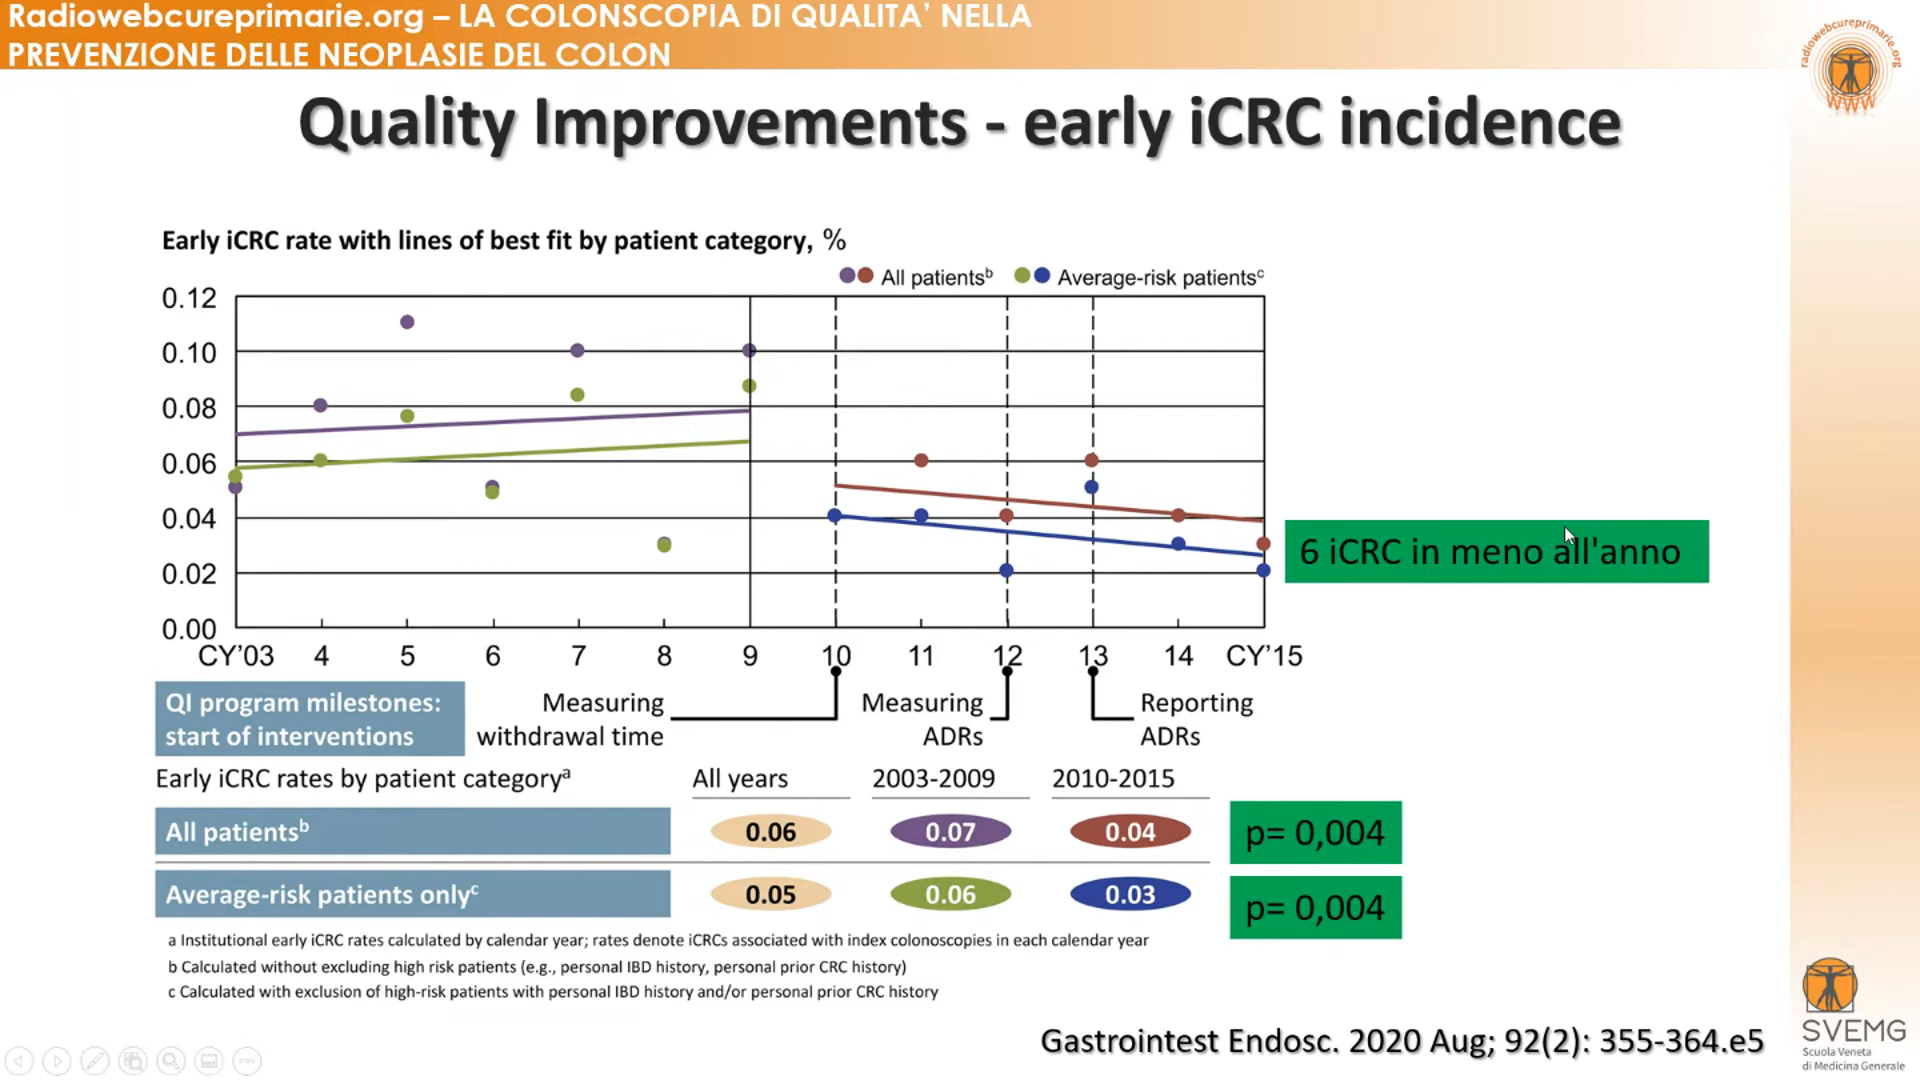 Radiowebcureprimarie.org – LA COLONSCOPIA DI QUALITA’ NELLA
PREVENZIONE DELLE NEOPLASIE DEL COLON
radiowebcureprimarie.org
WWW
Quality Improvements - early iCRC incidence
Early iCRC rate with lines of best fit by patient category, %
All patientsᵇ Average-risk patientsᶜ
0.12
0.10
0.08
0.06
0.04
0.02
0.00
6 iCRC in meno all'anno
CY’03 4 5 6 7 8 9 10 11 12 13 14 CY’15
QI program milestones:
start of interventions
Measuring
withdrawal time
Measuring
ADRs
Reporting
ADRs
Early iCRC rates by patient categoryᵃ All years 2003-2009 2010-2015
All patientsᵇ 0.06 0.07 0.04 p= 0,004
Average-risk patients onlyᶜ 0.05 0.06 0.03 p= 0,004
a Institutional early iCRC rates calculated by calendar year; rates denote iCRCs associated with index colonoscopies in each calendar year
b Calculated without excluding high risk patients (e.g., personal IBD history, personal prior CRC history)
c Calculated with exclusion of high-risk patients with personal IBD history and/or personal prior CRC history
Gastrointest Endosc. 2020 Aug; 92(2): 355-364.e5
SVEMG
Scuola Veneta
di Medicina Generale